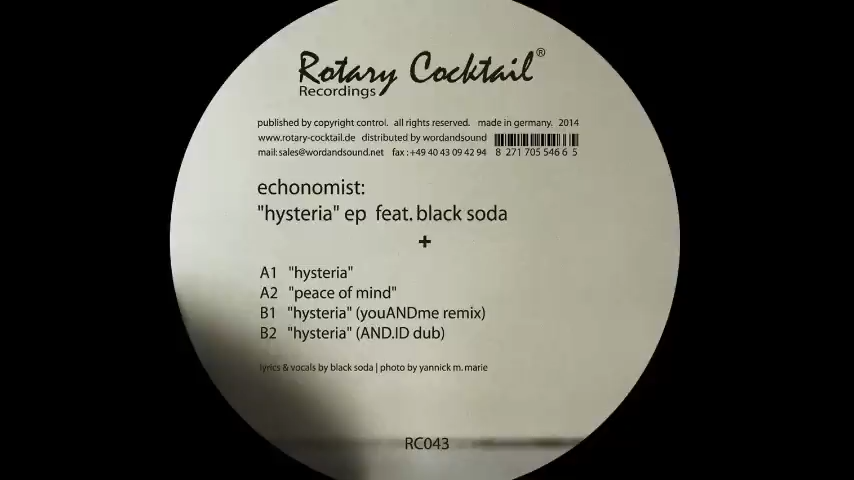 Rotary Cocktail®
Recordings
published by copyright control. all rights reserved. made in germany. 2014
www.rotary-cocktail.de distributed by wordandsound
mail: sales@wordandsound.net fax : +49 40 43 09 42 94 8 271 705 546 6 5
echonomist:
"hysteria" ep feat. black soda
+
A1 "hysteria"
A2 "peace of mind"
B1 "hysteria" (youANDme remix)
B2 "hysteria" (AND.ID dub)
lyrics & vocals by black soda | photo by yannick m. marie
RC043